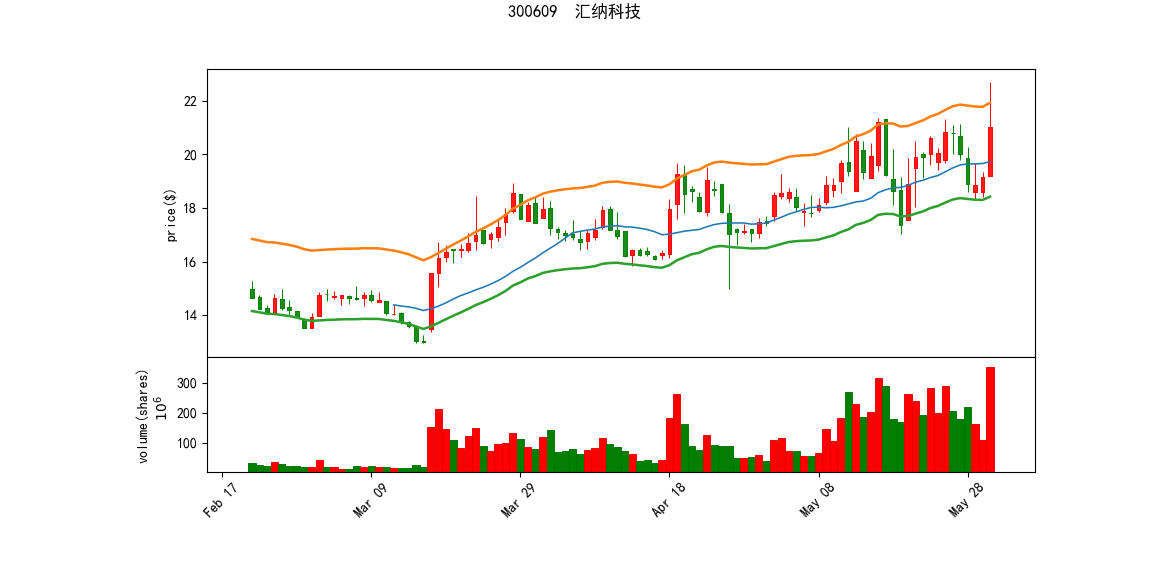 300609 汇纳科技
price($)
22
20
18
16
14
volume(shares)
10^6
300
200
100
Feb 17
Mar 09
Mar 29
Apr 18
May 08
May 28